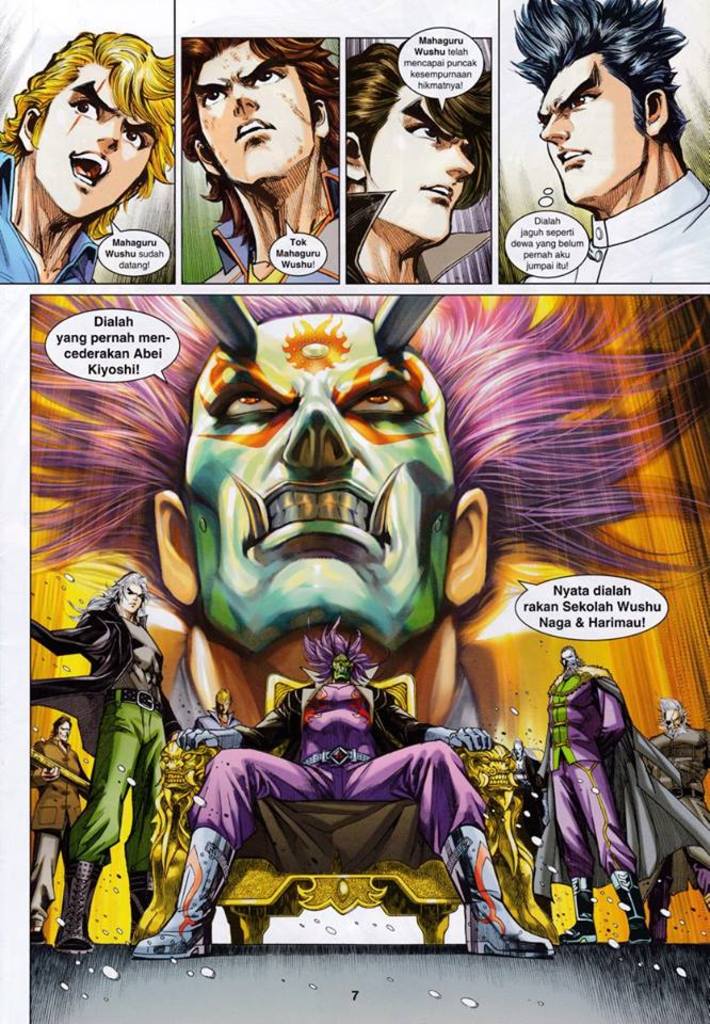 Mahaguru
Wushu sudah
datang!
Tok
Mahaguru
Wushu!
Mahaguru
Wushu telah
mencapai puncak
kesempurnaan
hikmatnya!
Dialah
jaguh seperti
dewa yang belum
pernah aku
jumpai itu!
Dialah
yang pernah men-
cederakan Abei
Kiyoshi!
Nyata dialah
rakan Sekolah Wushu
Naga & Harimau!
7